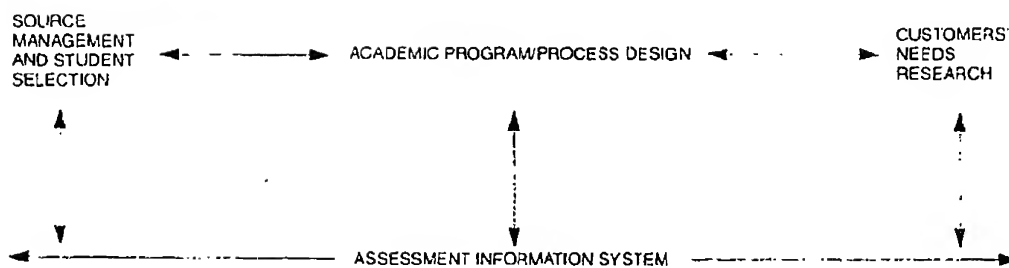 SOURCE
MANAGEMENT
AND STUDENT
SELECTION
ACADEMIC PROGRAM/PROCESS DESIGN
CUSTOMERS'
NEEDS
RESEARCH
ASSESSMENT INFORMATION SYSTEM